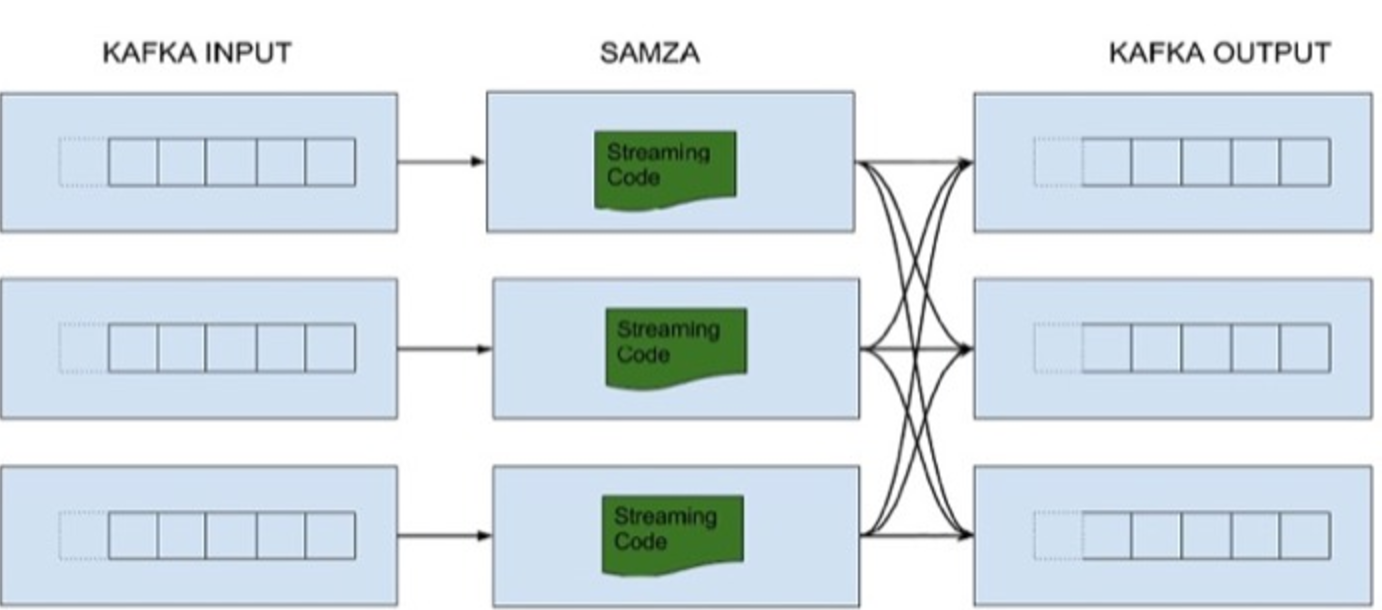 KAFKA INPUT
SAMZA
KAFKA OUTPUT
Streaming
Code
Streaming
Code
Streaming
Code